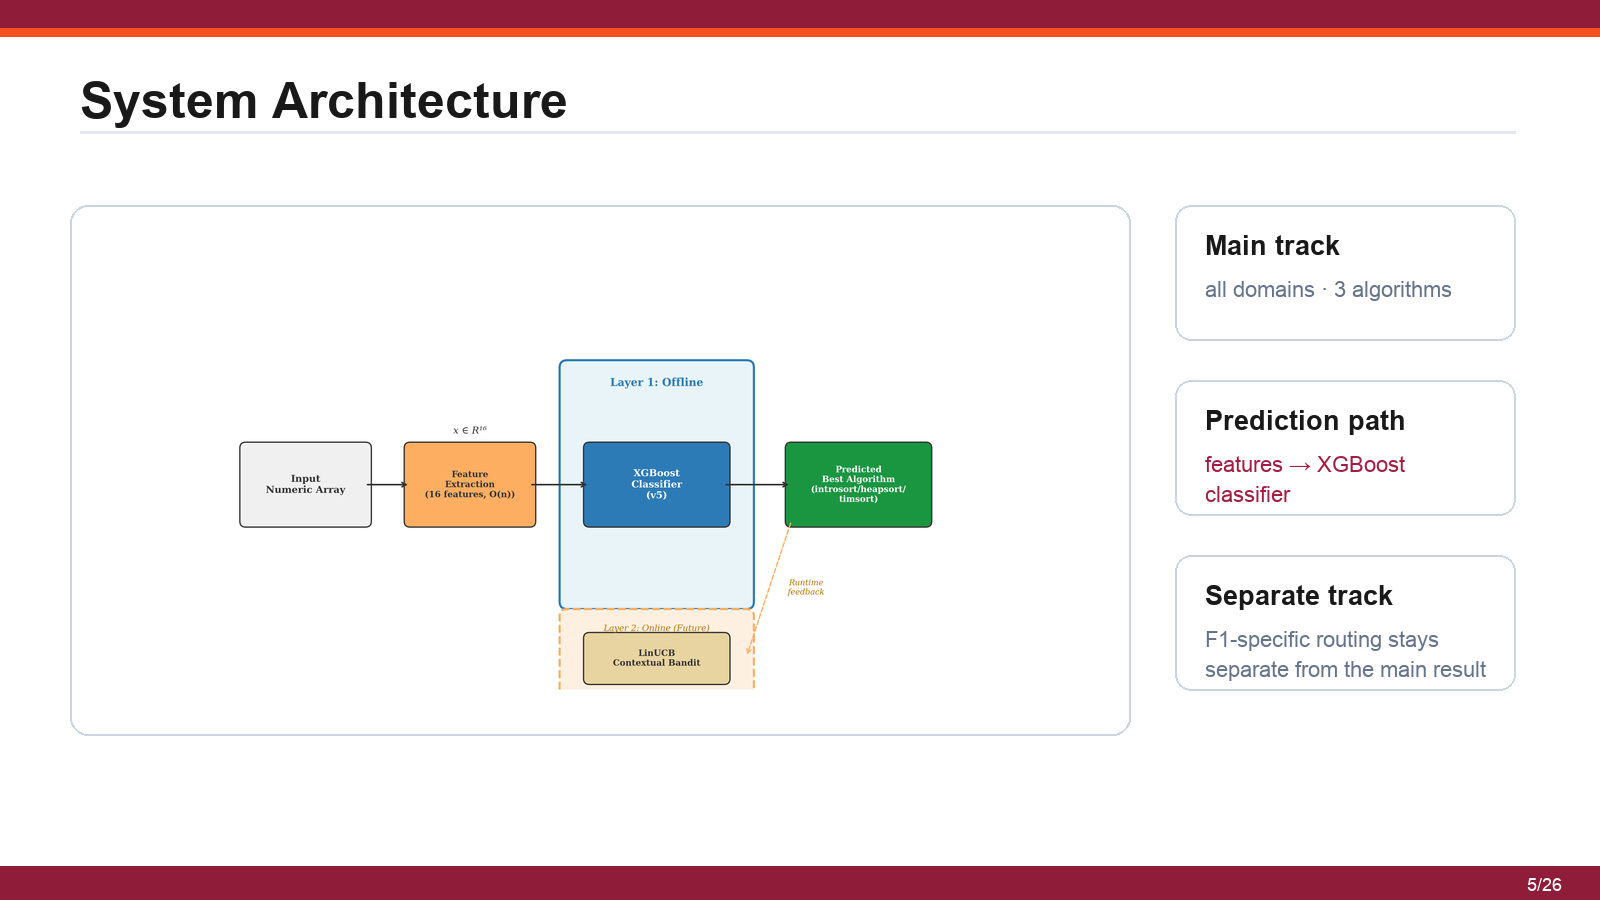 System Architecture
Layer 1: Offline
x ∈ R¹⁶
Input
Numeric Array
Feature
Extraction
(16 features, O(n))
XGBoost
Classifier
(v5)
Predicted
Best Algorithm
(introsort/heapsort/
timsort)
Runtime
feedback
Layer 2: Online (Future)
LinUCB
Contextual Bandit
Main track
all domains · 3 algorithms
Prediction path
features → XGBoost
classifier
Separate track
F1-specific routing stays
separate from the main result
5/26